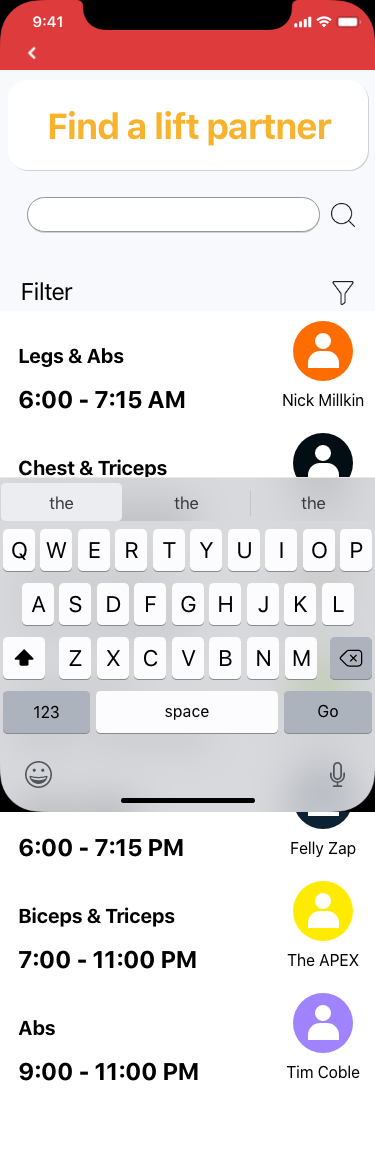 9:41
Find a lift partner
Filter
Legs & Abs
6:00 - 7:15 AM
Nick Millkin
Chest & Triceps
the the the
Q W E R T Y U I O P
A S D F G H J K L
Z X C V B N M
123 space Go
6:00 - 7:15 PM
Felly Zap
Biceps & Triceps
7:00 - 11:00 PM
The APEX
Abs
9:00 - 11:00 PM
Tim Coble